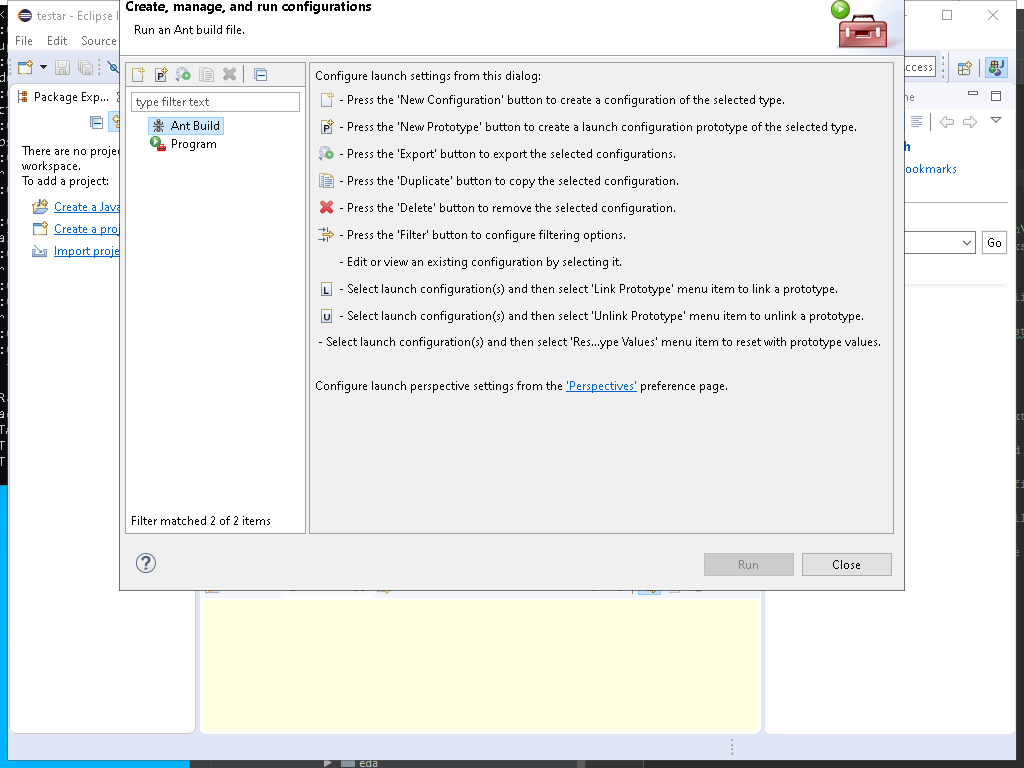 Create, manage, and run configurations
Run an Ant build file.
testar - Eclipse
File Edit Source
Package Exp...
There are no
workspace.
To add a project:
Create a Java
Create a
Import
type filter text
Ant Build
Program
Filter matched 2 of 2 items
Configure launch settings from this dialog:
- Press the 'New Configuration' button to create a configuration of the selected type.
P - Press the 'New Prototype' button to create a launch configuration prototype of the selected type.
- Press the 'Export' button to export the selected configurations.
- Press the 'Duplicate' button to copy the selected configuration.
- Press the 'Delete' button to remove the selected configuration.
- Press the 'Filter' button to configure filtering options.
- Edit or view an existing configuration by selecting it.
L - Select launch configuration(s) and then select 'Link Prototype' menu item to link a prototype.
U - Select launch configuration(s) and then select 'Unlink Prototype' menu item to unlink a prototype.
- Select launch configuration(s) and then select 'Res...ype Values' menu item to reset with prototype values.
Configure launch perspective settings from the 'Perspectives' preference page.
? Run Close
cess
ne
h
ookmarks
Go
eda